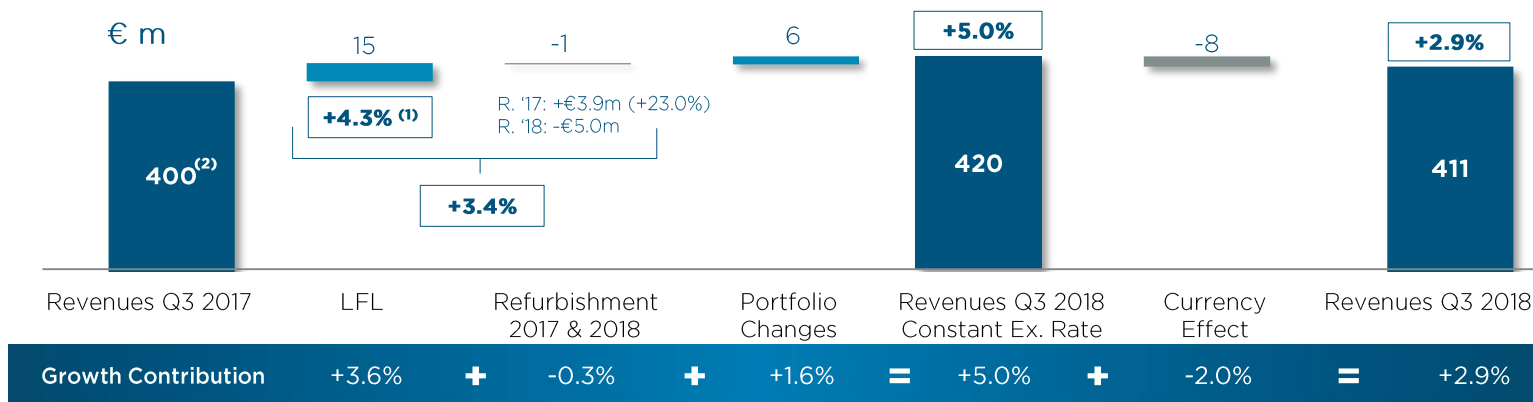 € m
15
-1
6
+5.0%
-8
+2.9%
+4.3% (1)
R. ‘17: +€3.9m (+23.0%)
R. ‘18: -€5.0m
400(2)
420
411
+3.4%
Revenues Q3 2017
LFL
Refurbishment
2017 & 2018
Portfolio
Changes
Revenues Q3 2018
Constant Ex. Rate
Currency
Effect
Revenues Q3 2018
Growth Contribution +3.6% + -0.3% + +1.6% = +5.0% + -2.0% = +2.9%